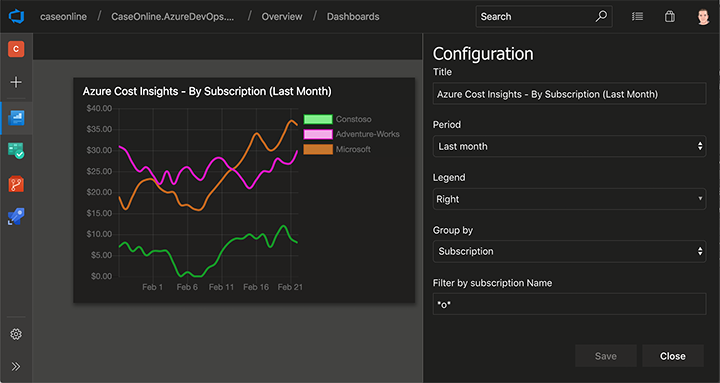 caseonline / CaseOnline.AzureDevOps.... / Overview / Dashboards
Search
C
Configuration
Title
Azure Cost Insights - By Subscription (Last Month)
Period
Last month
Legend
Right
Group by
Subscription
Filter by subscription Name
*o*
Save
Close
Azure Cost Insights - By Subscription (Last Month)
$40.00
$35.00
$30.00
$25.00
$20.00
$15.00
$10.00
$5.00
$0.00
Feb 1
Feb 6
Feb 11
Feb 16
Feb 21
Constoso
Adventure-Works
Microsoft